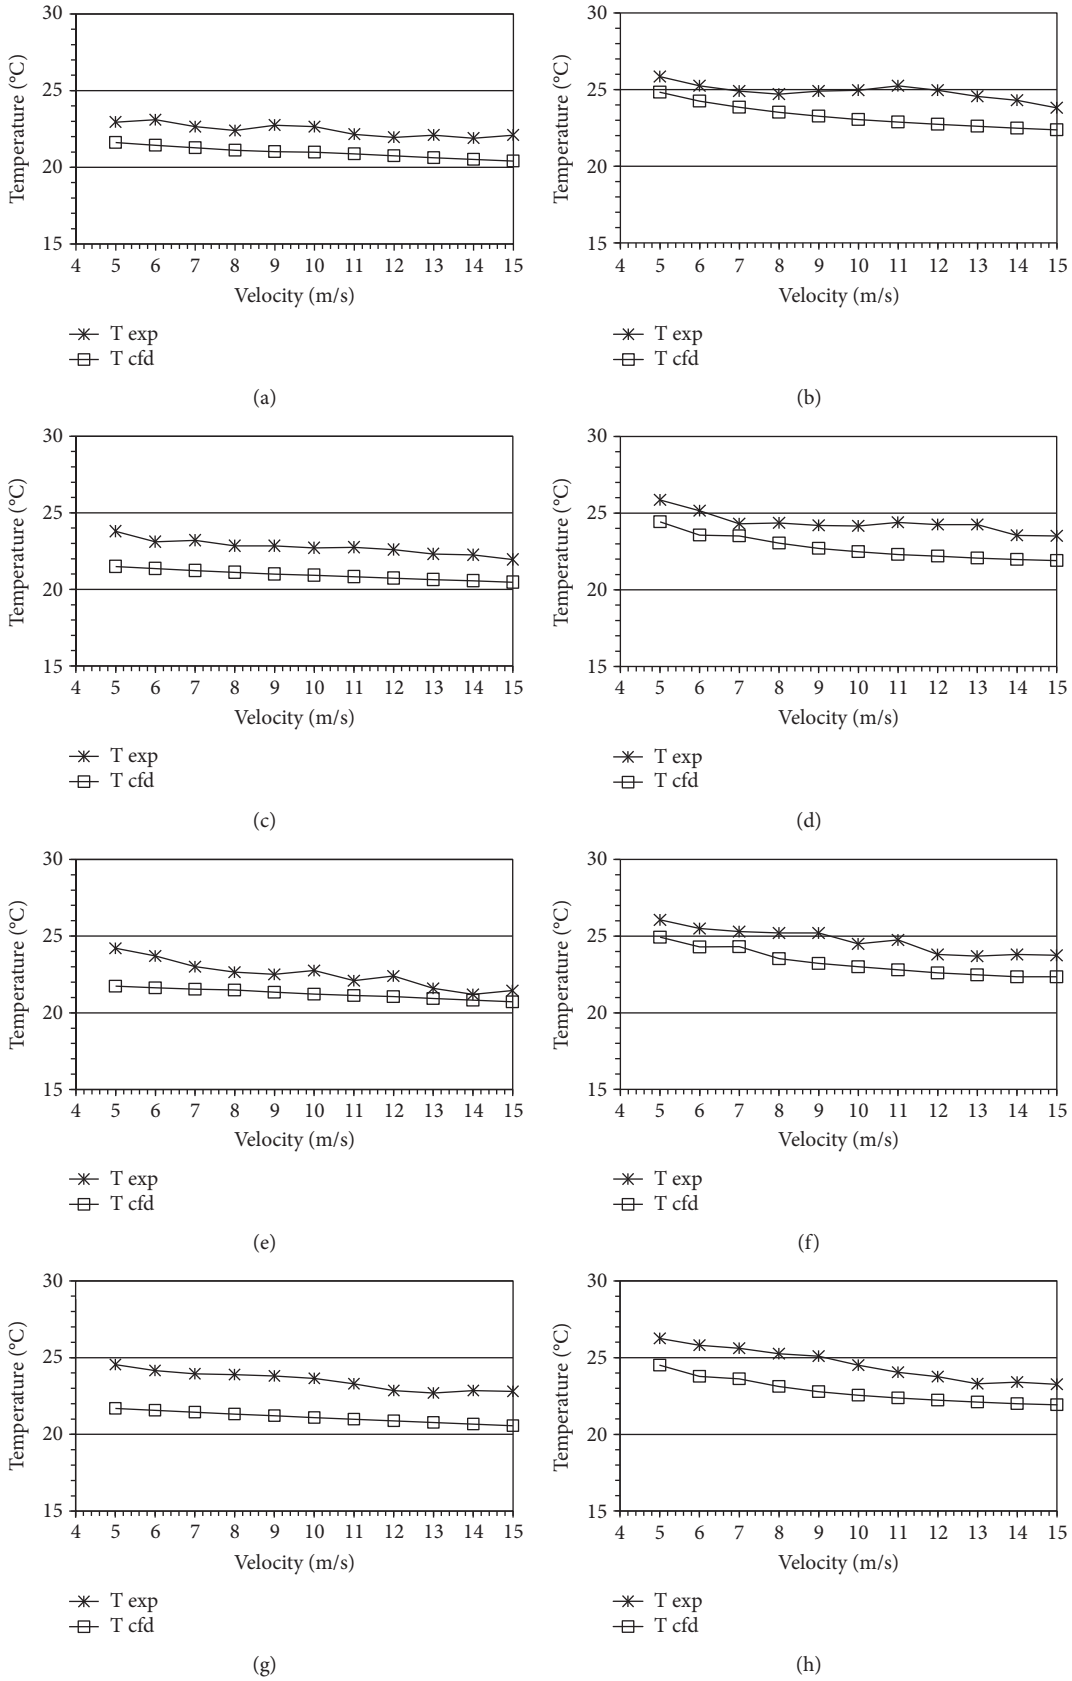 30
25
20
15
Temperature (°C)
4 5 6 7 8 9 10 11 12 13 14 15
Velocity (m/s)
T exp
T cfd
(a)
30
25
20
15
Temperature (°C)
4 5 6 7 8 9 10 11 12 13 14 15
Velocity (m/s)
T exp
T cfd
(b)
30
25
20
15
Temperature (°C)
4 5 6 7 8 9 10 11 12 13 14 15
Velocity (m/s)
T exp
T cfd
(c)
30
25
20
15
Temperature (°C)
4 5 6 7 8 9 10 11 12 13 14 15
Velocity (m/s)
T exp
T cfd
(d)
30
25
20
15
Temperature (°C)
4 5 6 7 8 9 10 11 12 13 14 15
Velocity (m/s)
T exp
T cfd
(e)
30
25
20
15
Temperature (°C)
4 5 6 7 8 9 10 11 12 13 14 15
Velocity (m/s)
T exp
T cfd
(f)
30
25
20
15
Temperature (°C)
4 5 6 7 8 9 10 11 12 13 14 15
Velocity (m/s)
T exp
T cfd
(g)
30
25
20
15
Temperature (°C)
4 5 6 7 8 9 10 11 12 13 14 15
Velocity (m/s)
T exp
T cfd
(h)